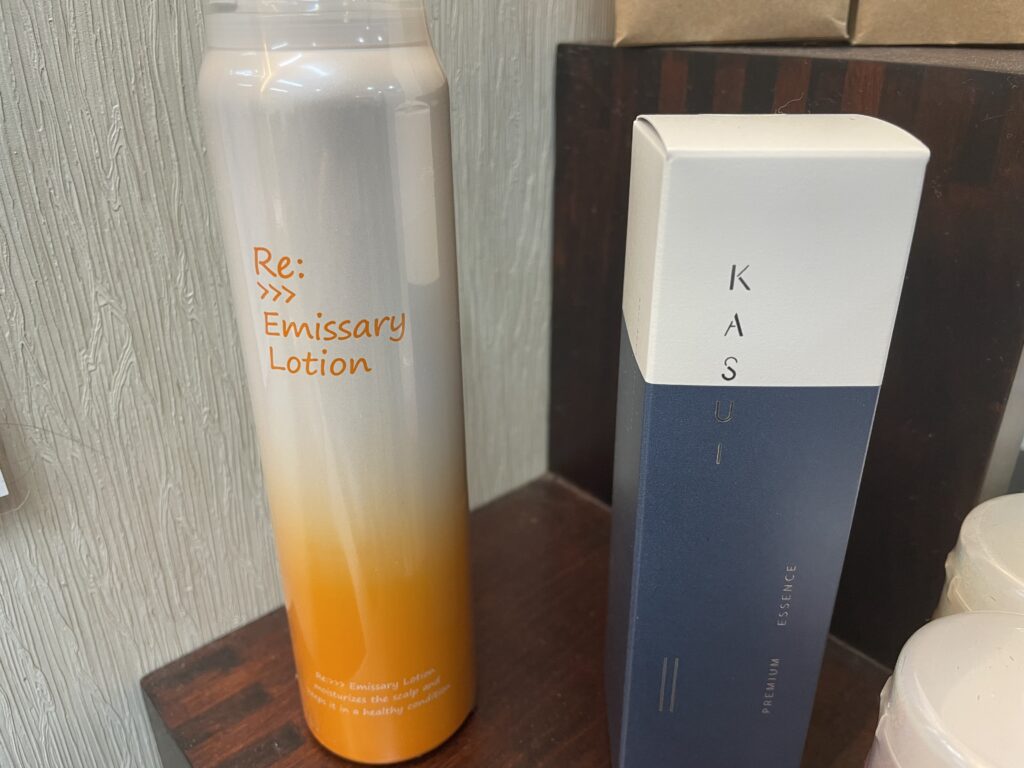 Re:
>>>
Emissary
Lotion
Re:>>> Emissary Lotion
moisturizes the scalp and
keeps it in a healthy condition.
KASUI
PREMIUM ESSENCE